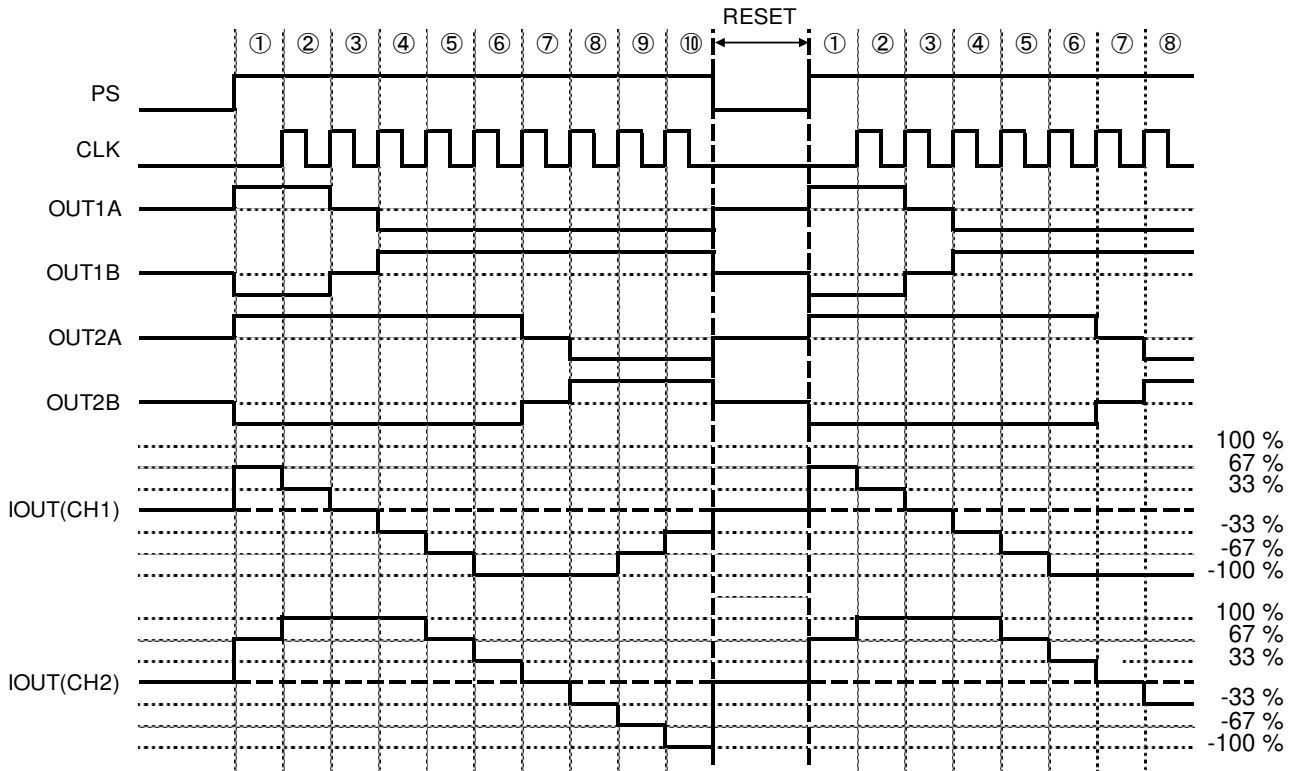 RESET
① ② ③ ④ ⑤ ⑥ ⑦ ⑧ ⑨ ⑩ ① ② ③ ④ ⑤ ⑥ ⑦ ⑧
PS
CLK
OUT1A
OUT1B
OUT2A
OUT2B
100 %
67 %
33 %
IOUT(CH1)
-33 %
-67 %
-100 %
100 %
67 %
33 %
IOUT(CH2)
-33 %
-67 %
-100 %